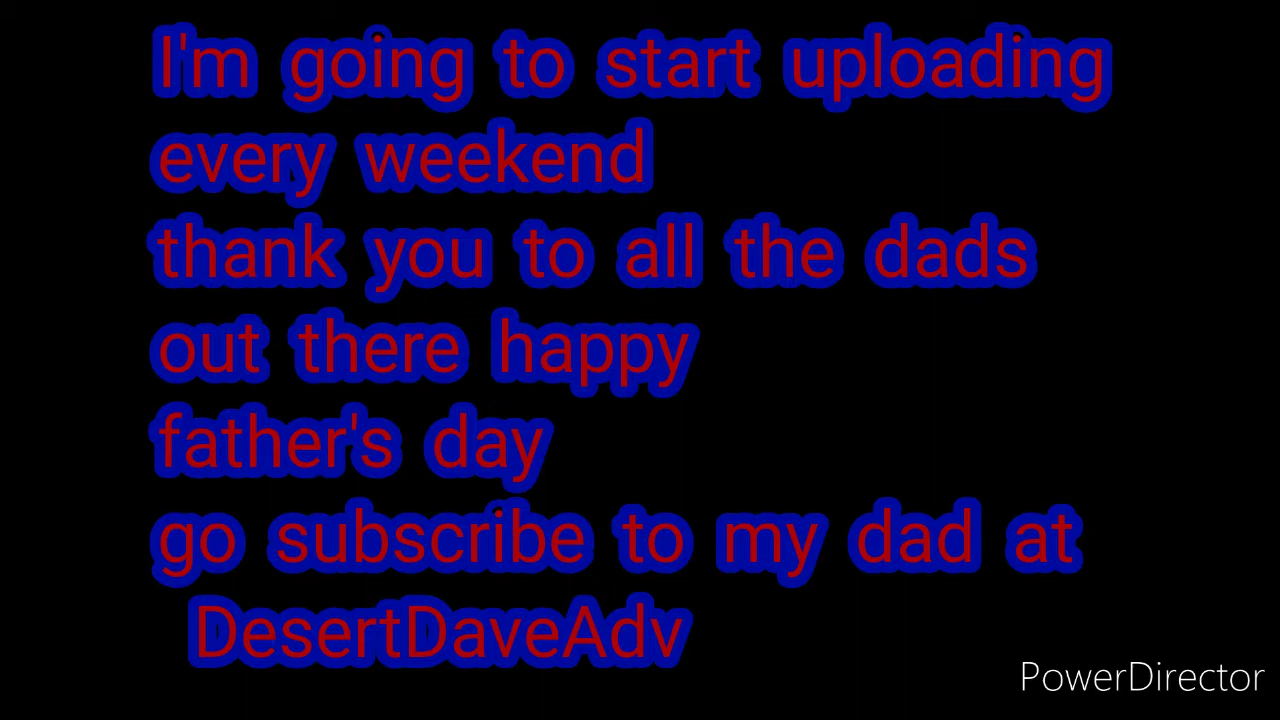 I'm going to start uploading
every weekend
thank you to all the dads
out there happy
father's day
go subscribe to my dad at
DesertDaveAdv
PowerDirector